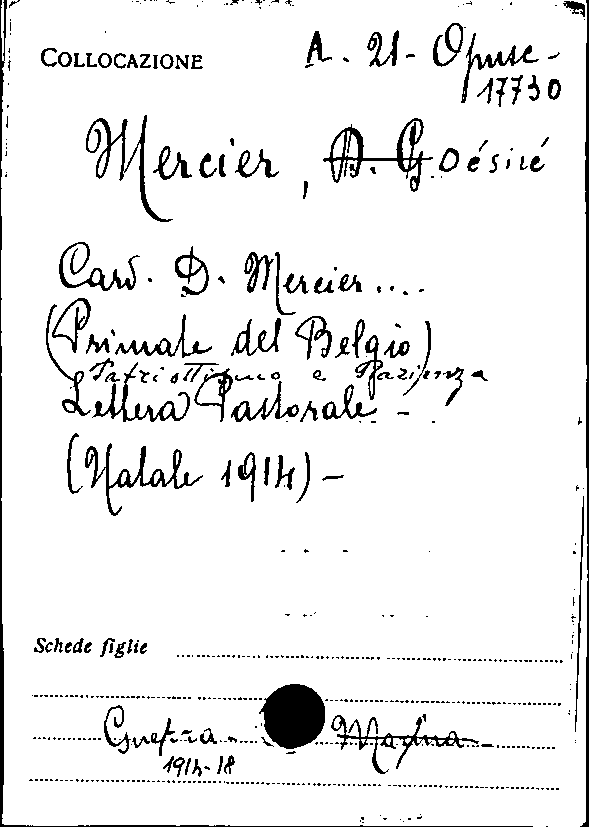 COLLOCAZIONE A. 21 - Opusc -
17730
Mercier, D. G. Désiré
Card. D. Mercier ....
(Primate del Belgio)
Patriottismo e Pazienza
Lettera Pastorale -
(Natale 1914) -
Schede figlie
Guerra -
1914-18